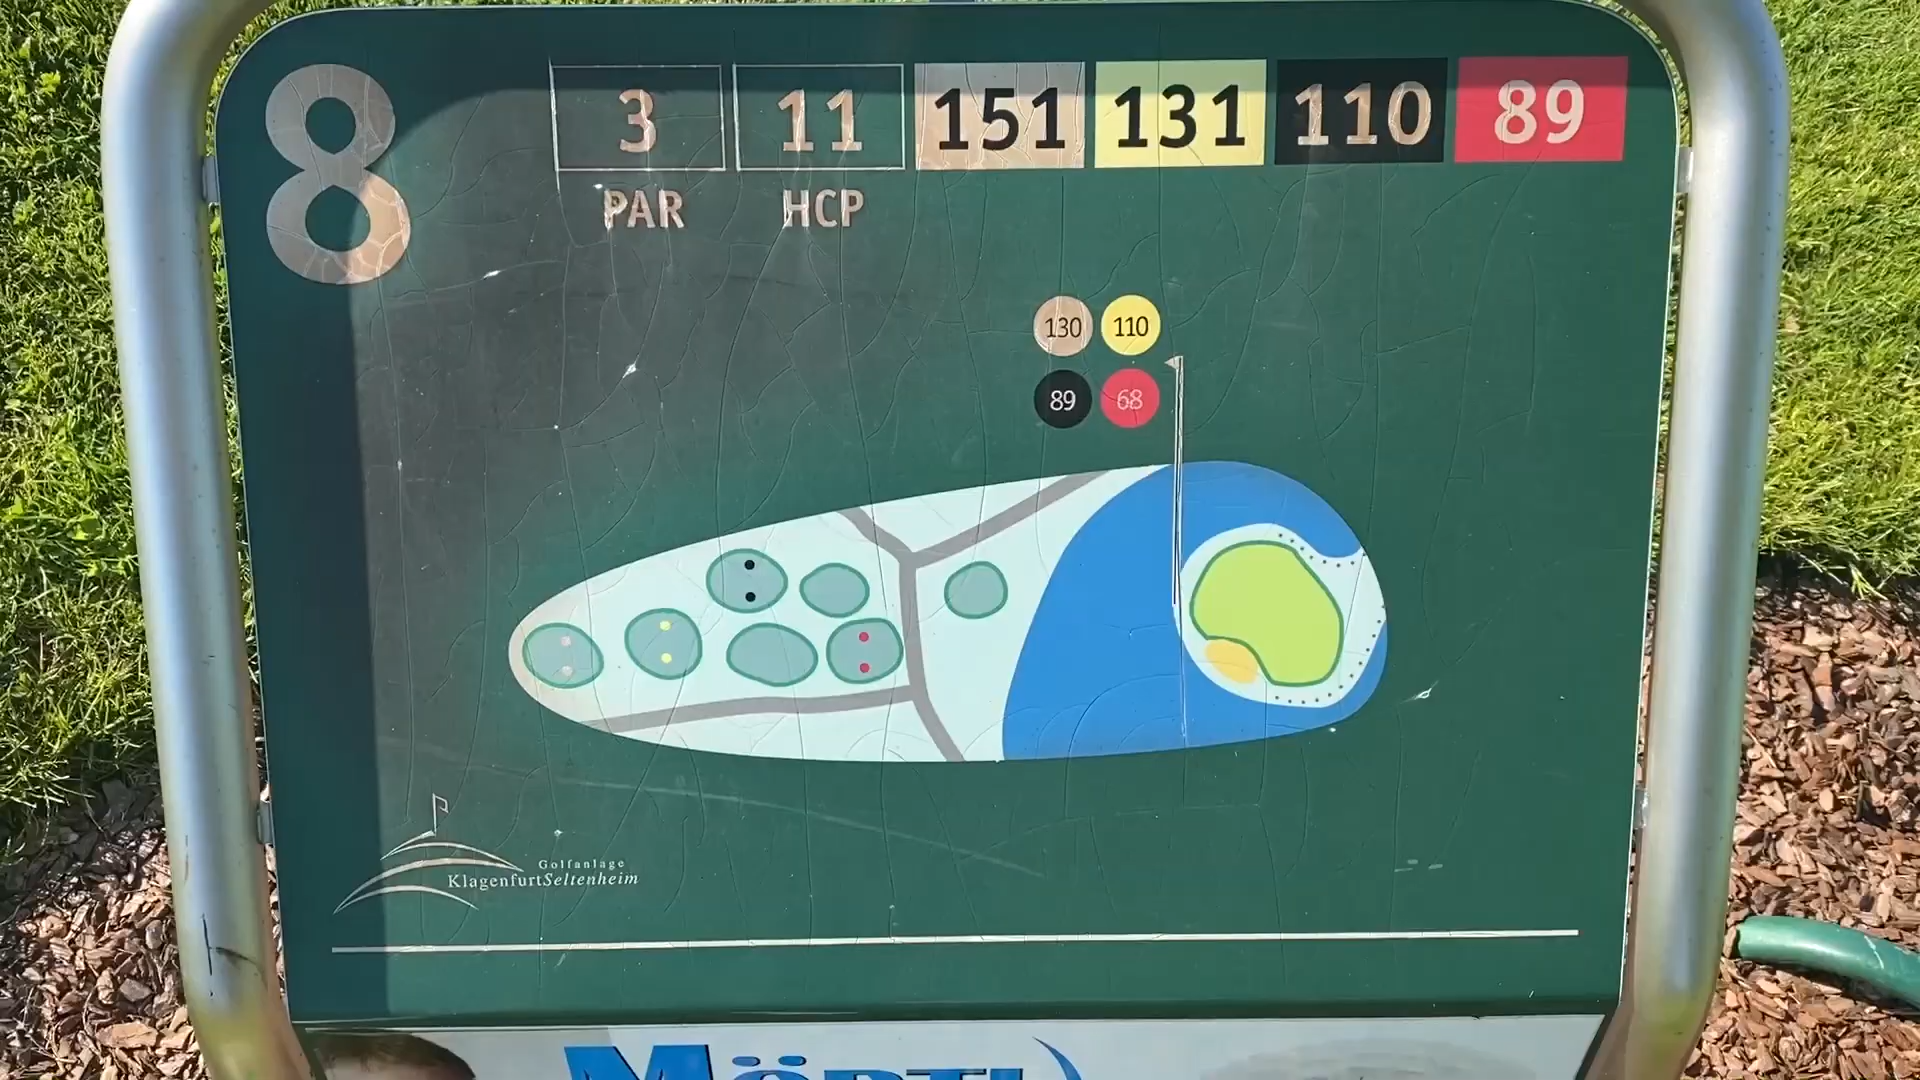 8
3 11 151 131 110 89
PAR HCP
130 110
89 68
Golfanlage
KlagenfurtSeltenheim